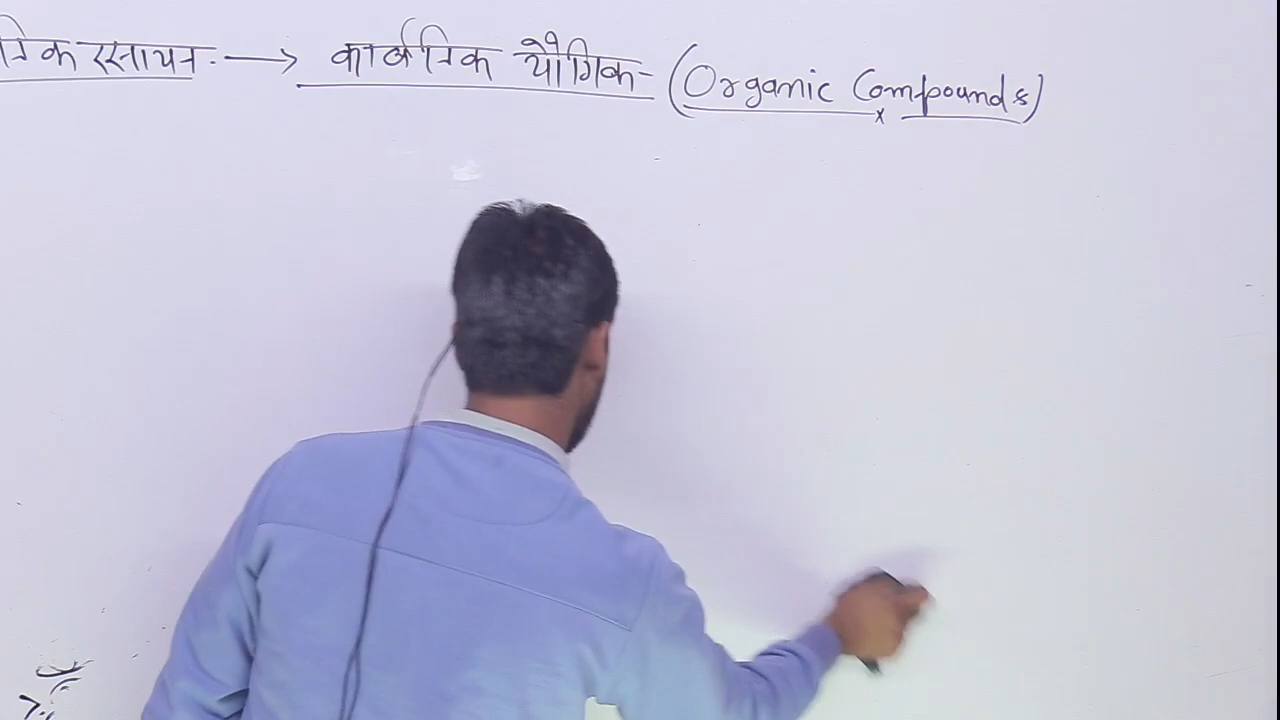 रसायन. → कार्बनिक यौगिक- (Organic Compounds)